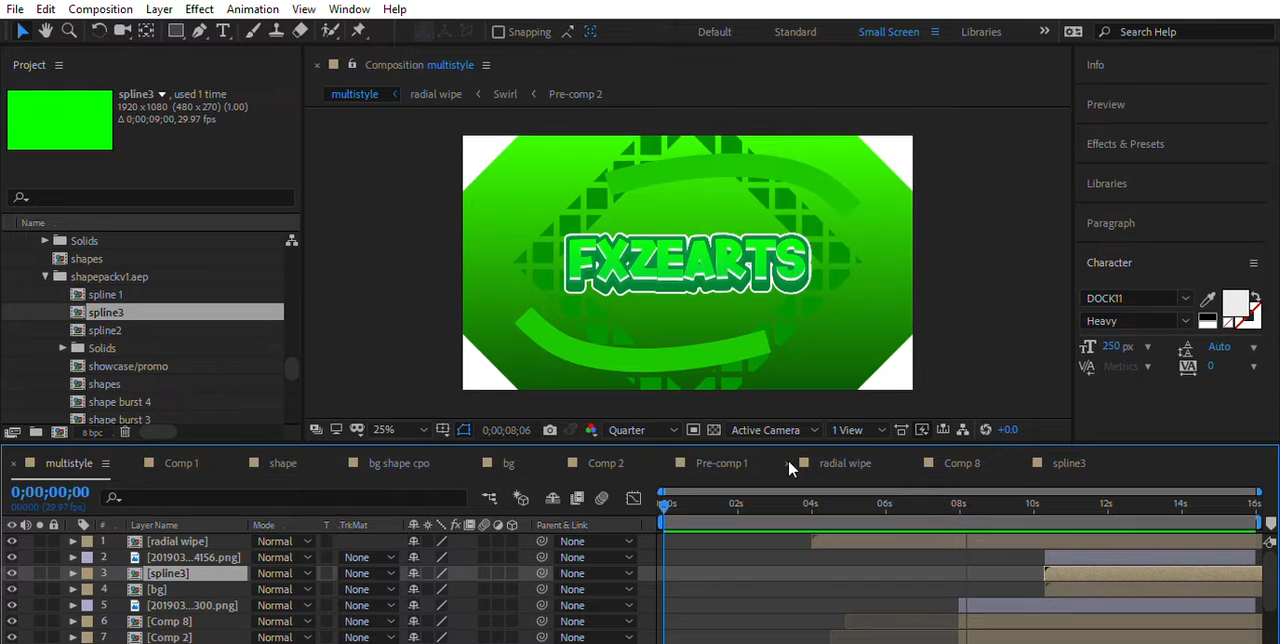 File Edit Composition Layer Effect Animation View Window Help
Snapping Default Standard Small Screen Libraries Search Help
Project
spline3 , used 1 time
1920 x1080 (480 x270) (1.00)
Δ 0;00;09;00, 29.97 fps
Name
Solids
shapes
shapepackv1.aep
spline 1
spline3
spline2
Solids
showcase/promo
shapes
shape burst 4
shape burst 3
8 bpc
Composition multistyle
multistyle radial wipe Swirl Pre-comp 2
FXZEARTS
25% 0;00;08;06 Quarter Active Camera 1 View +0.0
Info
Preview
Effects & Presets
Libraries
Paragraph
Character
DOCK11
Heavy
250 px Auto
Metrics 0
multistyle Comp 1 shape bg shape cpo bg Comp 2 Pre-comp 1 radial wipe Comp 8 spline3
0;00;00;00
00000 (29.97 fps)
:00s 02s 04s 06s 08s 10s 12s 14s 16s
# Layer Name Mode T .TrkMat Parent & Link
1 [radial wipe] Normal None
2 [201903...4156.png] Normal None None
3 [spline3] Normal None None
4 [bg] Normal None None
5 [201903...300.png] Normal None None
6 [Comp 8] Normal None None
7 [Comp 2] Normal None None